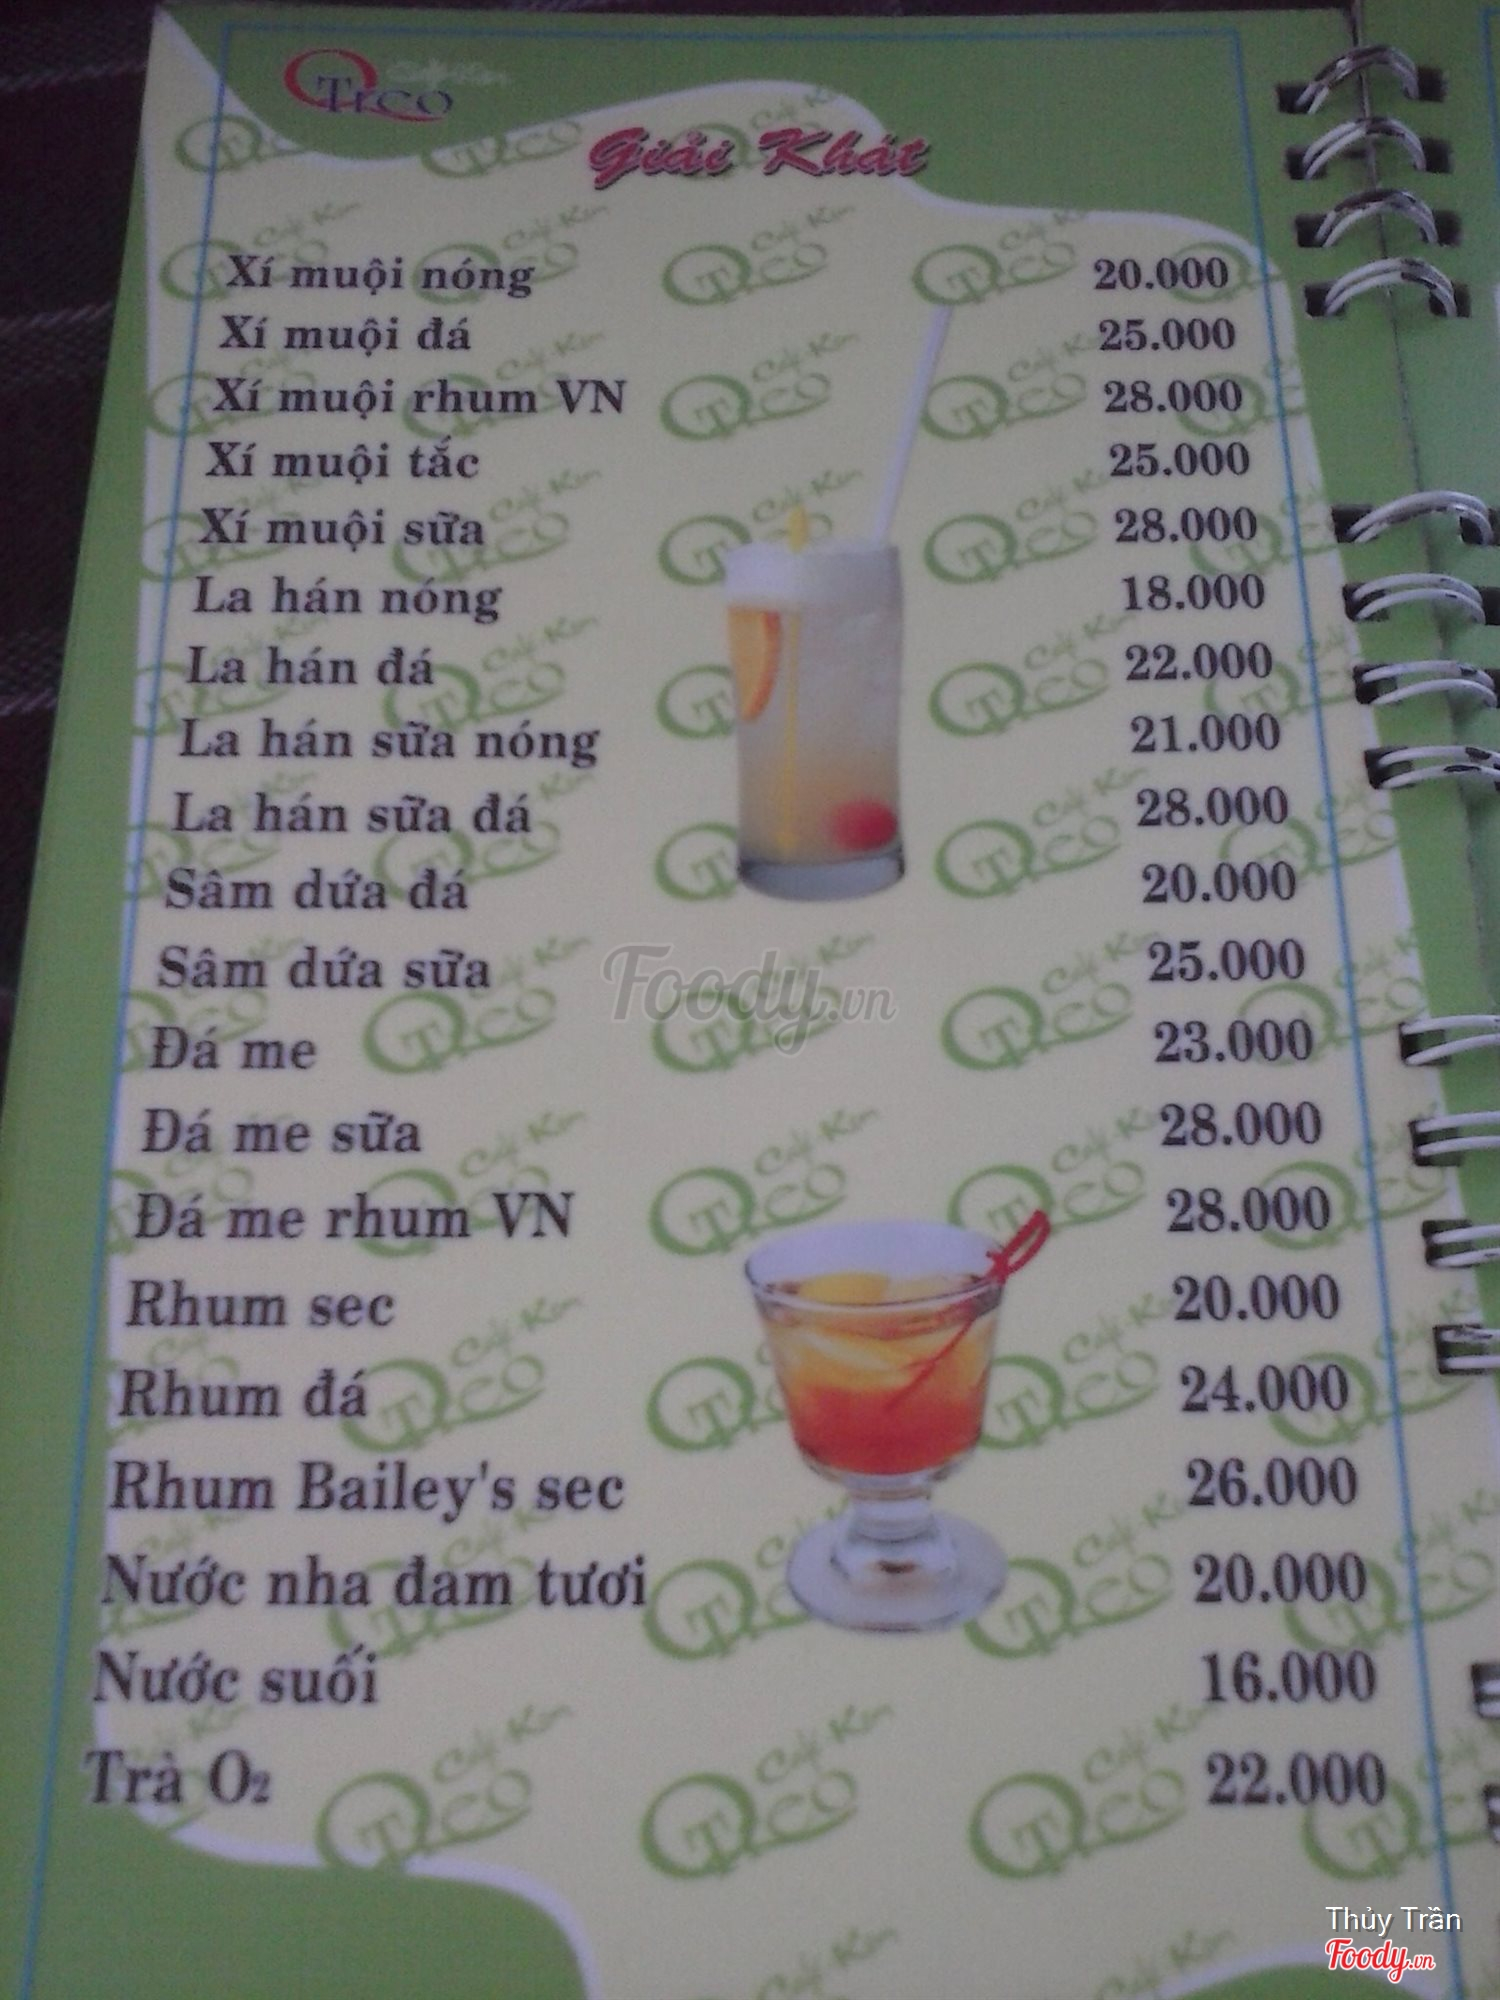 QTiCO Café Kem
Giải Khát
Xí muội nóng 20.000
Xí muội đá 25.000
Xí muội rhum VN 28.000
Xí muội tắc 25.000
Xí muội sữa 28.000
La hán nóng 18.000
La hán đá 22.000
La hán sữa nóng 21.000
La hán sữa đá 28.000
Sâm dứa đá 20.000
Sâm dứa sữa 25.000
Đá me 23.000
Đá me sữa 28.000
Đá me rhum VN 28.000
Rhum sec 20.000
Rhum đá 24.000
Rhum Bailey's sec 26.000
Nước nha đam tươi 20.000
Nước suối 16.000
Trà O2 22.000
Foody.vn
Thủy Trần
Foody.vn